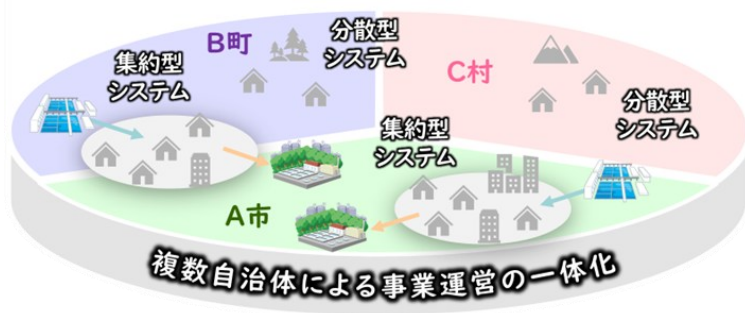 B町
分散型
システム
集約型
システム
C村
分散型
システム
集約型
システム
A市
複数自治体による事業運営の一体化